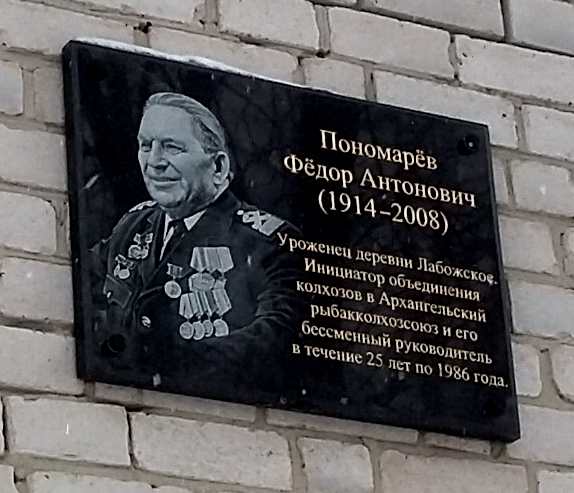 Пономарёв
Фёдор Антонович
(1914–2008)
Уроженец деревни Лабожское.
Инициатор объединения
колхозов в Архангельский
рыбакколхозсоюз и его
бессменный руководитель
в течение 25 лет по 1986 года.